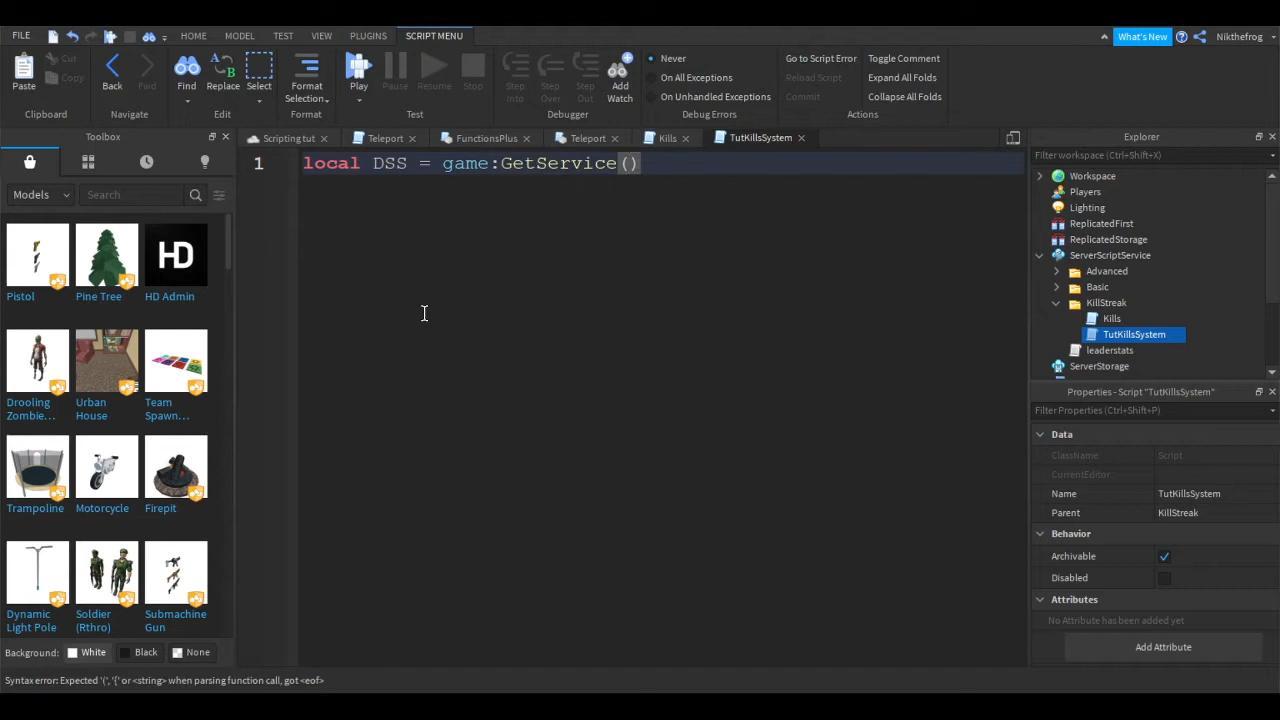 FILE HOME MODEL TEST VIEW PLUGINS SCRIPT MENU What's New Nikthefrog
Paste Cut Copy Back Fwd Find Replace Select Format Selection Play Pause Resume Stop Step Into Step Over Step Out Add Watch Never On All Exceptions On Unhandled Exceptions Go to Script Error Reload Script Commit Toggle Comment Expand All Folds Collapse All Folds
Clipboard Navigate Edit Format Test Debugger Debug Errors Actions
Toolbox
Scripting tut Teleport FunctionsPlus Teleport Kills TutKillsSystem
Models Search
Pistol Pine Tree HD HD Admin
Drooling Zombie... Urban House Team Spawn...
Trampoline Motorcycle Firepit
Dynamic Light Pole Soldier (Rthro) Submachine Gun
Background: White Black None
1 local DSS = game:GetService()
Explorer
Filter workspace (Ctrl+Shift+X)
Workspace
Players
Lighting
ReplicatedFirst
ReplicatedStorage
ServerScriptService
Advanced
Basic
KillStreak
Kills
TutKillsSystem
leaderstats
ServerStorage
Properties - Script "TutKillsSystem"
Filter Properties (Ctrl+Shift+P)
Data
ClassName Script
CurrentEditor
Name TutKillsSystem
Parent KillStreak
Behavior
Archivable
Disabled
Attributes
No Attribute has been added yet
Add Attribute
Syntax error: Expected '(', '{' or <string> when parsing function call, got <eof>